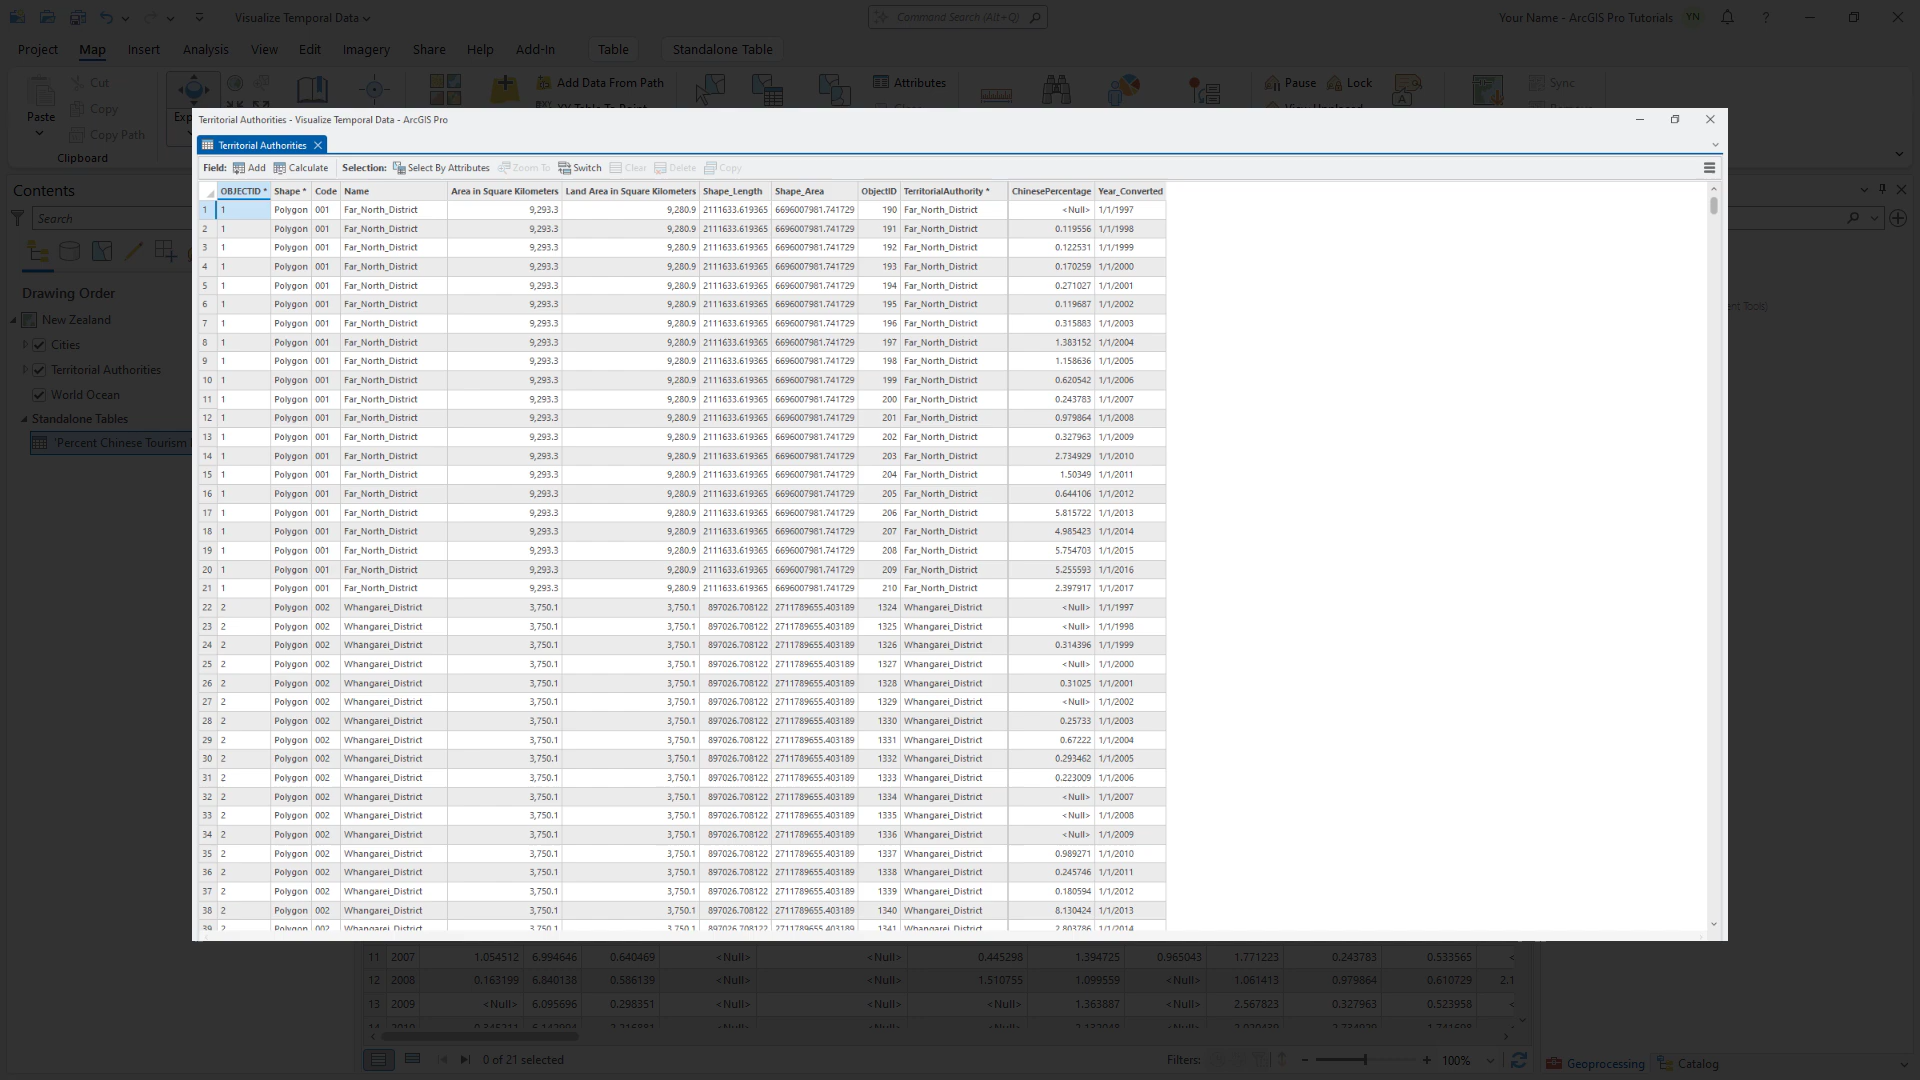 Visualize Temporal Data
Command Search (Alt+Q)
Your Name - ArcGIS Pro Tutorials YN
Project Map Insert Analysis View Edit Imagery Share Help Add-In Table Standalone Table
Cut Add Data From Path Attributes Pause Lock Sync
Paste Copy
Copy Path
Clipboard
Territorial Authorities - Visualize Temporal Data - ArcGIS Pro
Territorial Authorities
Field: Add Calculate Selection: Select By Attributes Zoom To Switch Clear Delete Copy
OBJECTID * Shape * Code Name Area in Square Kilometers Land Area in Square Kilometers Shape_Length Shape_Area ObjectID TerritorialAuthority * ChinesePercentage Year_Converted
1 1 Polygon 001 Far_North_District 9,293.3 9,280.9 2111633.619365 6696007981.741729 190 Far_North_District <Null> 1/1/1997
2 1 Polygon 001 Far_North_District 9,293.3 9,280.9 2111633.619365 6696007981.741729 191 Far_North_District 0.119556 1/1/1998
3 1 Polygon 001 Far_North_District 9,293.3 9,280.9 2111633.619365 6696007981.741729 192 Far_North_District 0.122531 1/1/1999
4 1 Polygon 001 Far_North_District 9,293.3 9,280.9 2111633.619365 6696007981.741729 193 Far_North_District 0.170259 1/1/2000
5 1 Polygon 001 Far_North_District 9,293.3 9,280.9 2111633.619365 6696007981.741729 194 Far_North_District 0.271027 1/1/2001
6 1 Polygon 001 Far_North_District 9,293.3 9,280.9 2111633.619365 6696007981.741729 195 Far_North_District 0.119687 1/1/2002
7 1 Polygon 001 Far_North_District 9,293.3 9,280.9 2111633.619365 6696007981.741729 196 Far_North_District 0.315883 1/1/2003
8 1 Polygon 001 Far_North_District 9,293.3 9,280.9 2111633.619365 6696007981.741729 197 Far_North_District 1.383152 1/1/2004
9 1 Polygon 001 Far_North_District 9,293.3 9,280.9 2111633.619365 6696007981.741729 198 Far_North_District 1.158636 1/1/2005
10 1 Polygon 001 Far_North_District 9,293.3 9,280.9 2111633.619365 6696007981.741729 199 Far_North_District 0.620542 1/1/2006
11 1 Polygon 001 Far_North_District 9,293.3 9,280.9 2111633.619365 6696007981.741729 200 Far_North_District 0.243783 1/1/2007
12 1 Polygon 001 Far_North_District 9,293.3 9,280.9 2111633.619365 6696007981.741729 201 Far_North_District 0.979864 1/1/2008
13 1 Polygon 001 Far_North_District 9,293.3 9,280.9 2111633.619365 6696007981.741729 202 Far_North_District 0.327963 1/1/2009
14 1 Polygon 001 Far_North_District 9,293.3 9,280.9 2111633.619365 6696007981.741729 203 Far_North_District 2.734929 1/1/2010
15 1 Polygon 001 Far_North_District 9,293.3 9,280.9 2111633.619365 6696007981.741729 204 Far_North_District 1.50349 1/1/2011
16 1 Polygon 001 Far_North_District 9,293.3 9,280.9 2111633.619365 6696007981.741729 205 Far_North_District 0.644106 1/1/2012
17 1 Polygon 001 Far_North_District 9,293.3 9,280.9 2111633.619365 6696007981.741729 206 Far_North_District 5.815722 1/1/2013
18 1 Polygon 001 Far_North_District 9,293.3 9,280.9 2111633.619365 6696007981.741729 207 Far_North_District 4.985423 1/1/2014
19 1 Polygon 001 Far_North_District 9,293.3 9,280.9 2111633.619365 6696007981.741729 208 Far_North_District 5.754703 1/1/2015
20 1 Polygon 001 Far_North_District 9,293.3 9,280.9 2111633.619365 6696007981.741729 209 Far_North_District 5.255593 1/1/2016
21 1 Polygon 001 Far_North_District 9,293.3 9,280.9 2111633.619365 6696007981.741729 210 Far_North_District 2.397917 1/1/2017
22 2 Polygon 002 Whangarei_District 3,750.1 3,750.1 897026.708122 2711789655.403189 1324 Whangarei_District <Null> 1/1/1997
23 2 Polygon 002 Whangarei_District 3,750.1 3,750.1 897026.708122 2711789655.403189 1325 Whangarei_District <Null> 1/1/1998
24 2 Polygon 002 Whangarei_District 3,750.1 3,750.1 897026.708122 2711789655.403189 1326 Whangarei_District 0.314396 1/1/1999
25 2 Polygon 002 Whangarei_District 3,750.1 3,750.1 897026.708122 2711789655.403189 1327 Whangarei_District <Null> 1/1/2000
26 2 Polygon 002 Whangarei_District 3,750.1 3,750.1 897026.708122 2711789655.403189 1328 Whangarei_District 0.31025 1/1/2001
27 2 Polygon 002 Whangarei_District 3,750.1 3,750.1 897026.708122 2711789655.403189 1329 Whangarei_District <Null> 1/1/2002
28 2 Polygon 002 Whangarei_District 3,750.1 3,750.1 897026.708122 2711789655.403189 1330 Whangarei_District 0.25733 1/1/2003
29 2 Polygon 002 Whangarei_District 3,750.1 3,750.1 897026.708122 2711789655.403189 1331 Whangarei_District 0.67222 1/1/2004
30 2 Polygon 002 Whangarei_District 3,750.1 3,750.1 897026.708122 2711789655.403189 1332 Whangarei_District 0.293462 1/1/2005
31 2 Polygon 002 Whangarei_District 3,750.1 3,750.1 897026.708122 2711789655.403189 1333 Whangarei_District 0.223009 1/1/2006
32 2 Polygon 002 Whangarei_District 3,750.1 3,750.1 897026.708122 2711789655.403189 1334 Whangarei_District <Null> 1/1/2007
33 2 Polygon 002 Whangarei_District 3,750.1 3,750.1 897026.708122 2711789655.403189 1335 Whangarei_District <Null> 1/1/2008
34 2 Polygon 002 Whangarei_District 3,750.1 3,750.1 897026.708122 2711789655.403189 1336 Whangarei_District <Null> 1/1/2009
35 2 Polygon 002 Whangarei_District 3,750.1 3,750.1 897026.708122 2711789655.403189 1337 Whangarei_District 0.989271 1/1/2010
36 2 Polygon 002 Whangarei_District 3,750.1 3,750.1 897026.708122 2711789655.403189 1338 Whangarei_District 0.245746 1/1/2011
37 2 Polygon 002 Whangarei_District 3,750.1 3,750.1 897026.708122 2711789655.403189 1339 Whangarei_District 0.180594 1/1/2012
38 2 Polygon 002 Whangarei_District 3,750.1 3,750.1 897026.708122 2711789655.403189 1340 Whangarei_District 8.130424 1/1/2013
39 2 Polygon 002 Whangarei_District 3,750.1 3,750.1 897026.708122 2711789655.403189 1341 Whangarei_District 2.803786 1/1/2014
Contents
Search
Drawing Order
New Zealand
Cities
Territorial Authorities
World Ocean
Standalone Tables
'Percent Chinese Tourism
11 2007 1.054512 6.994646 0.640469 <Null> <Null> 0.445298 1.394725 0.965043 1.771223 0.243783 0.533565
12 2008 0.163199 6.840138 0.586139 <Null> <Null> 1.510755 1.099559 <Null> 1.061413 0.979864 0.610729 2.1
13 2009 <Null> 6.095696 0.298351 <Null> <Null> <Null> 1.363887 <Null> 2.567823 0.327963 0.523958
0 of 21 selected Filters: 100%
Geoprocessing Catalog